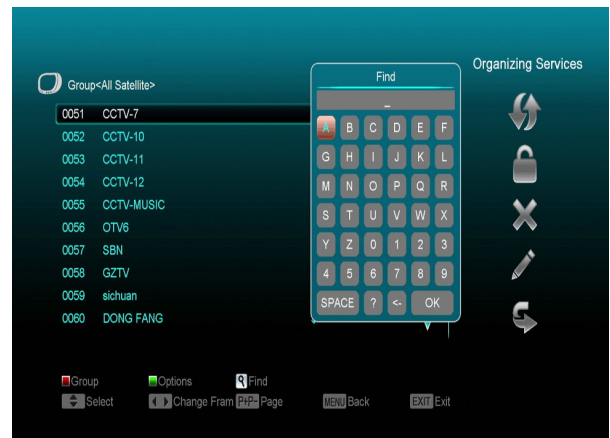 Organizing Services
Group<All Satellite>
0051 CCTV-7
0052 CCTV-10
0053 CCTV-11
0054 CCTV-12
0055 CCTV-MUSIC
0056 OTV6
0057 SBN
0058 GZTV
0059 sichuan
0060 DONG FANG
Find
_
A B C D E F
G H I J K L
M N O P Q R
S T U V W X
Y Z 0 1 2 3
4 5 6 7 8 9
SPACE ? <- OK
Group Options Find
Select Change Fram P+P- Page MENU Back EXIT Exit